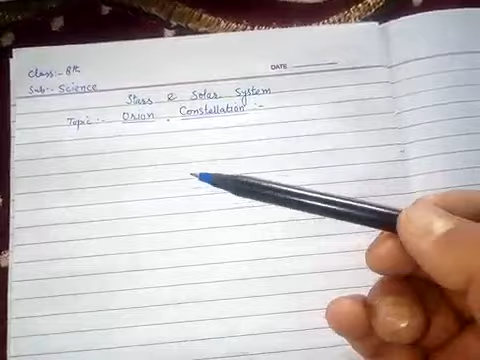 Class:- 8th
Sub:- Science
DATE
Stars & Solar System
Topic:- Orion Constellation :-